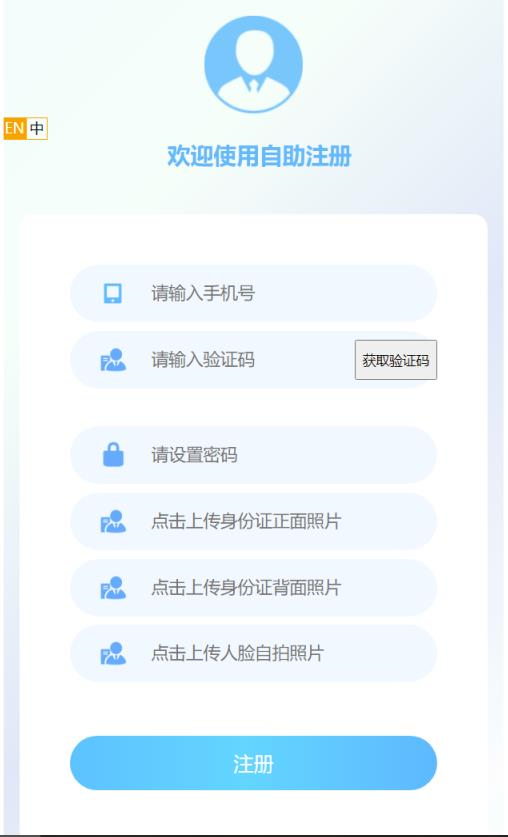 EN 中
欢迎使用自助注册
请输入手机号
请输入验证码 获取验证码
请设置密码
点击上传身份证正面照片
点击上传身份证背面照片
点击上传人脸自拍照片
注册